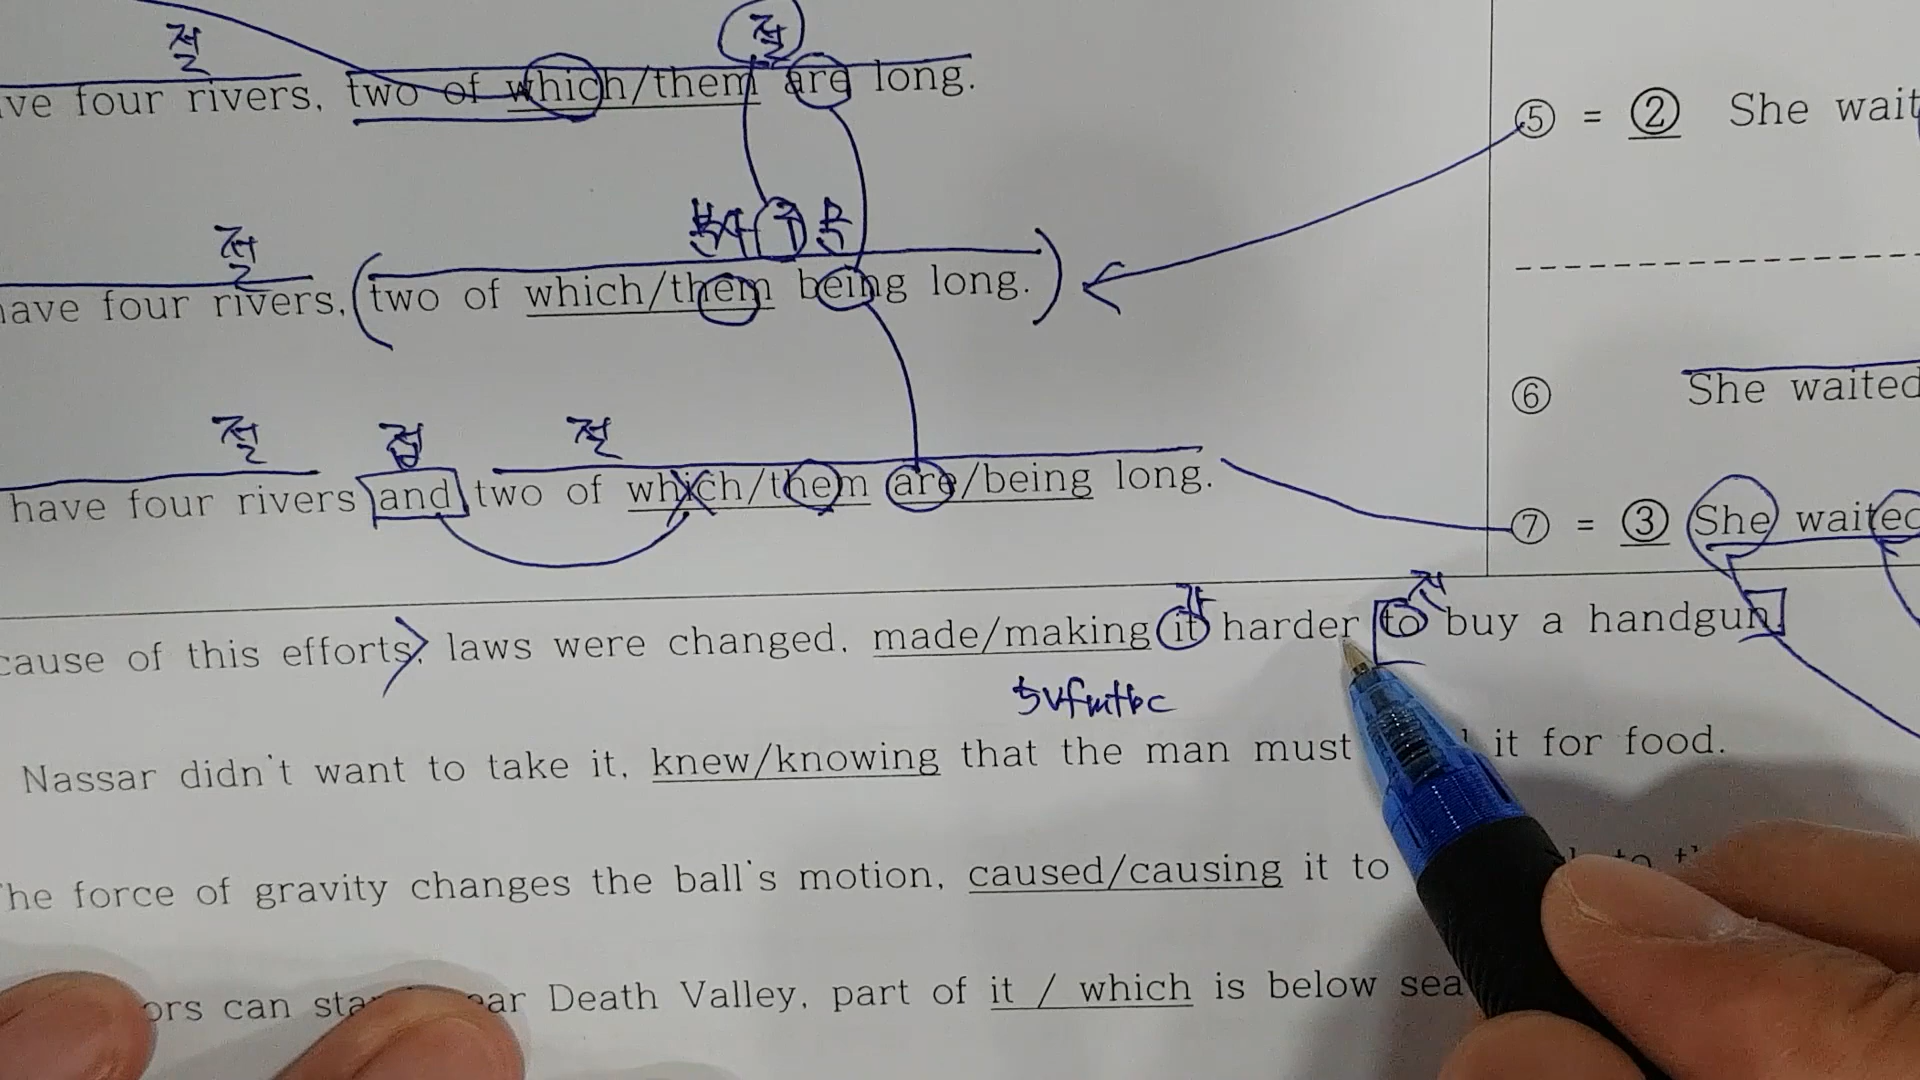 절 절
ve four rivers, two of which/them are long.
⑤ = ② She wait
절 분사구문
have four rivers, (two of which/them being long.)
⑥ She waited
절 접 절
have four rivers and two of which/them are/being long.
⑦ = ③ She waited
가 진
cause of this efforts, laws were changed, made/making it harder to buy a handgun.
Nassar didn't want to take it, knew/knowing that the man must it for food.
The force of gravity changes the ball's motion, caused/causing it to
ors can sta ear Death Valley, part of it / which is below sea